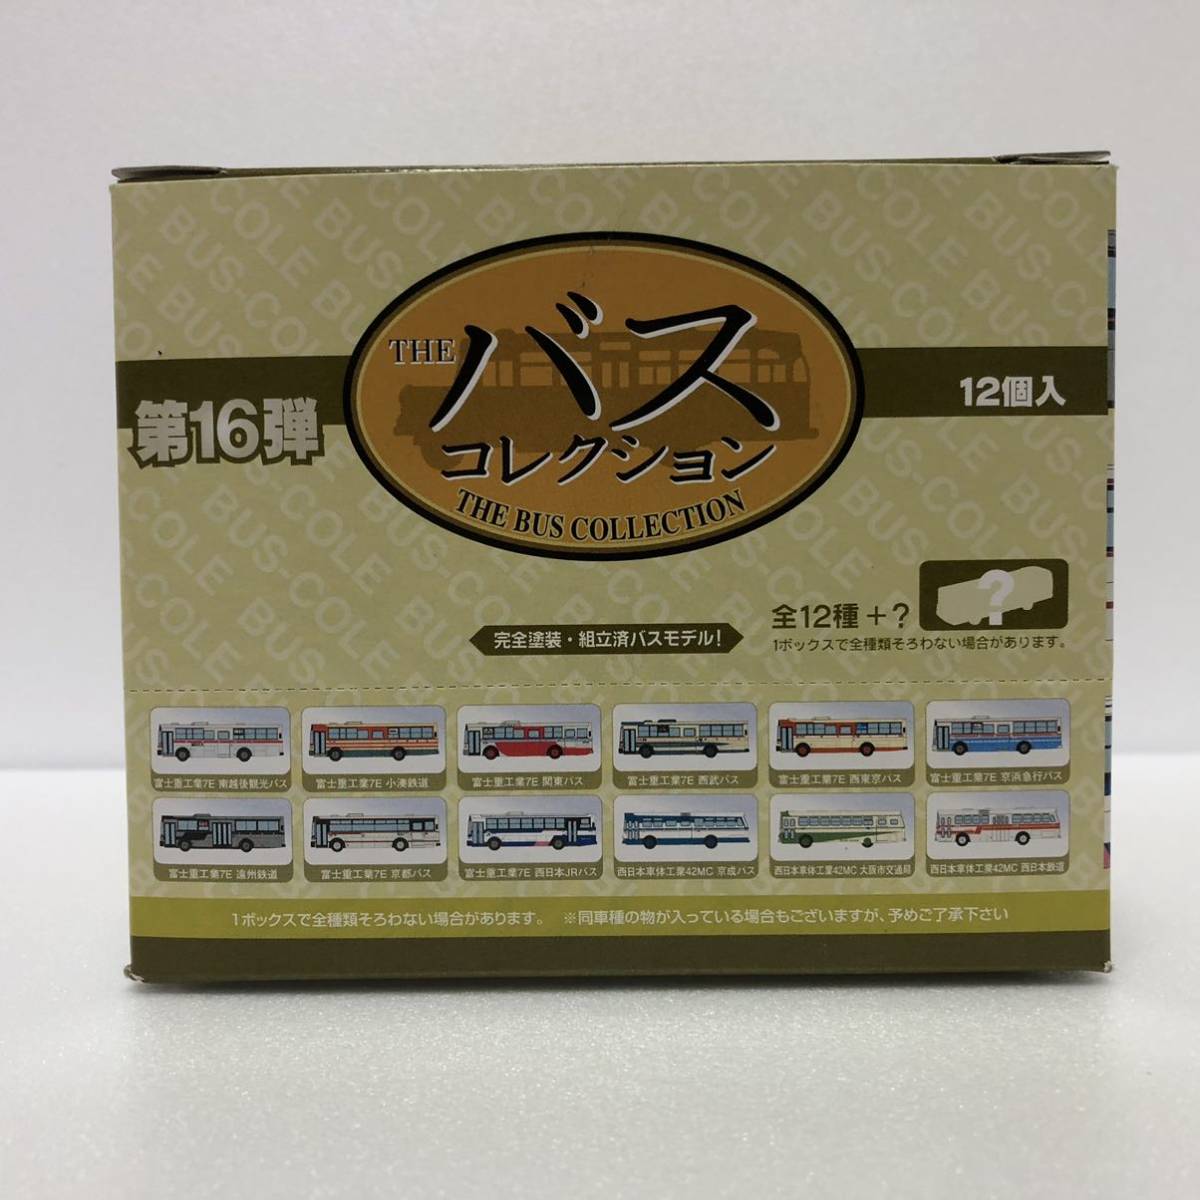 THE
バス
コレクション
THE BUS COLLECTION
第16弾
12個入
全12種+?
?
完全塗装・組立済バスモデル!
1ボックスで全種類そろわない場合があります。
富士重工業7E 南越後観光バス
富士重工業7E 小湊鉄道
富士重工業7E 関東バス
富士重工業7E 西武バス
富士重工業7E 西東京バス
富士重工業7E 京浜急行バス
富士重工業7E 遠州鉄道
富士重工業7E 京都バス
富士重工業7E 西日本JRバス
西日本車体工業42MC 京成バス
西日本車体工業42MC 大阪市交通局
西日本車体工業42MC 西日本鉄道
1ボックスで全種類そろわない場合があります。 ※同車種の物が入っている場合もございますが、予めご了承下さい